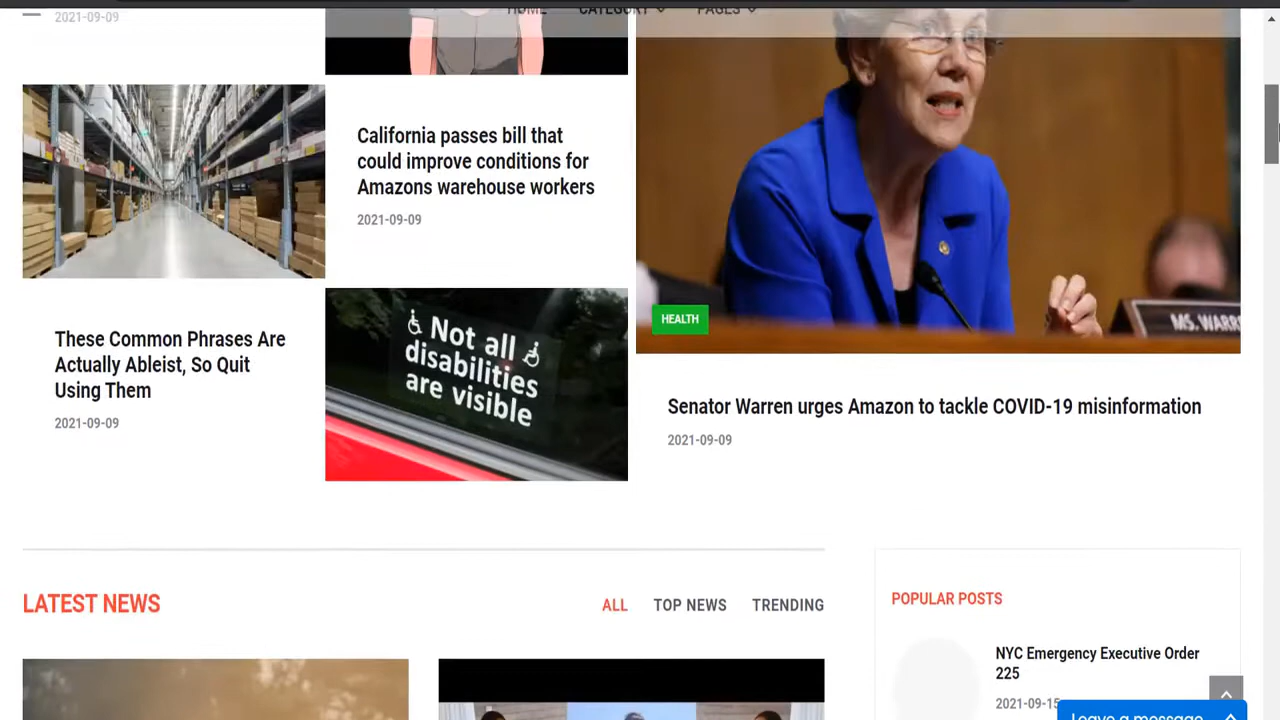 HOME CATEGORY PAGES
2021-09-09
California passes bill that
could improve conditions for
Amazons warehouse workers
2021-09-09
These Common Phrases Are
Actually Ableist, So Quit
Using Them
2021-09-09
Not all
disabilities
are visible
MS. WARR
HEALTH
Senator Warren urges Amazon to tackle COVID-19 misinformation
2021-09-09
LATEST NEWS
ALL TOP NEWS TRENDING
POPULAR POSTS
NYC Emergency Executive Order
225
2021-09-15
Leave a message